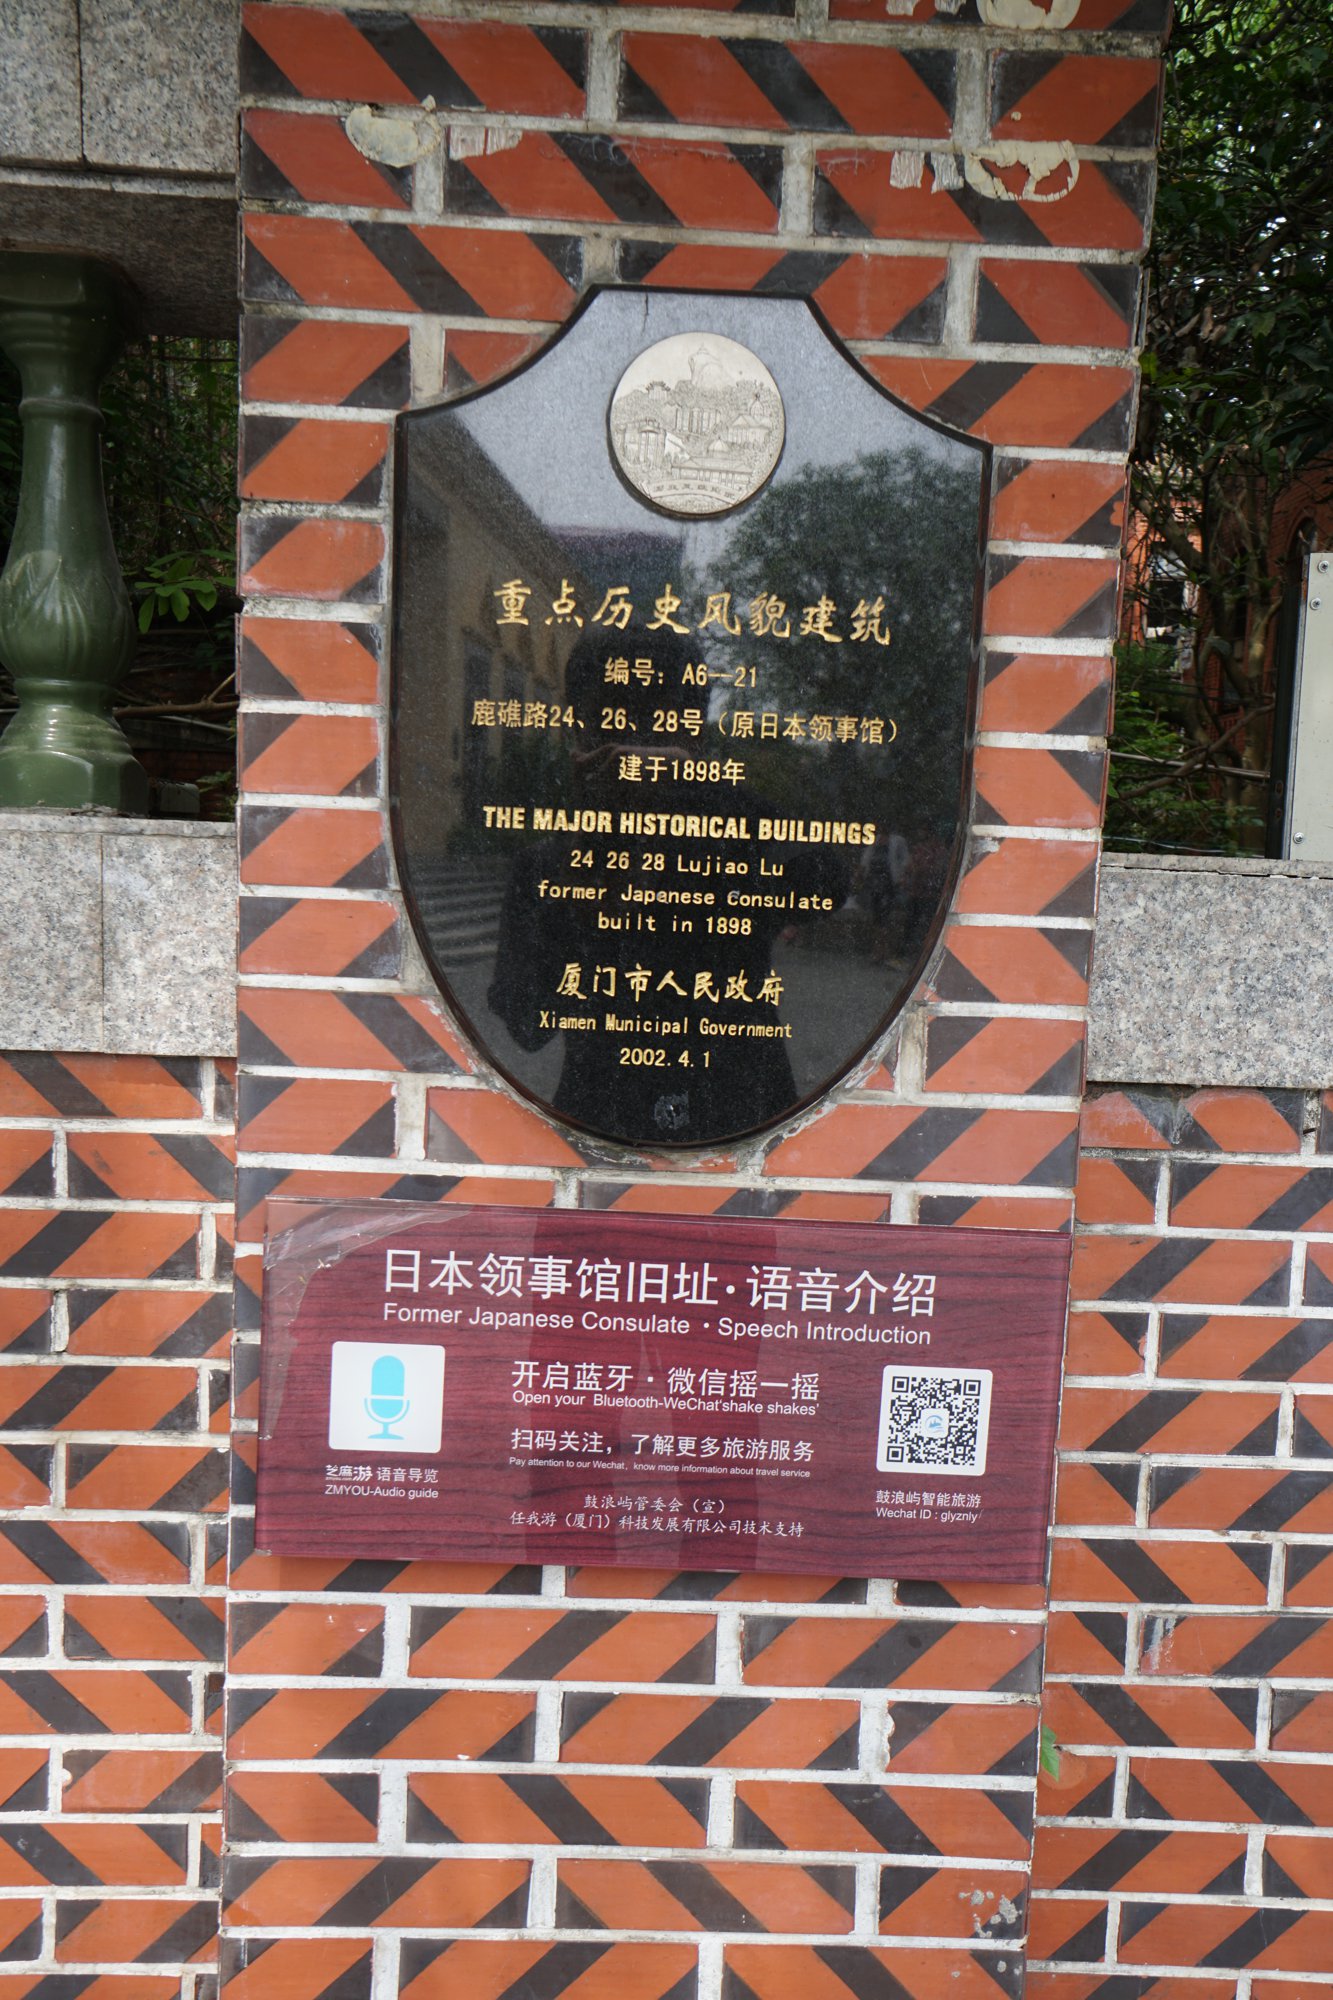 重点历史风貌建筑
编号：A6--21
鹿礁路24、26、28号（原日本领事馆）
建于1898年
THE MAJOR HISTORICAL BUILDINGS
24 26 28 Lujiao Lu
former Japanese Consulate
built in 1898
厦门市人民政府
Xiamen Municipal Government
2002.4.1
日本领事馆旧址·语音介绍
Former Japanese Consulate ·Speech Introduction
开启蓝牙·微信摇一摇
Open your Bluetooth-WeChat'shake shakes'
扫码关注，了解更多旅游服务
Pay attention to our Wechat, know more information about travel service
芝麻游 语音导览
ZMYOU-Audio guide
鼓浪屿管委会（宣）
任我游（厦门）科技发展有限公司技术支持
鼓浪屿智能旅游
Wechat ID : glyznly